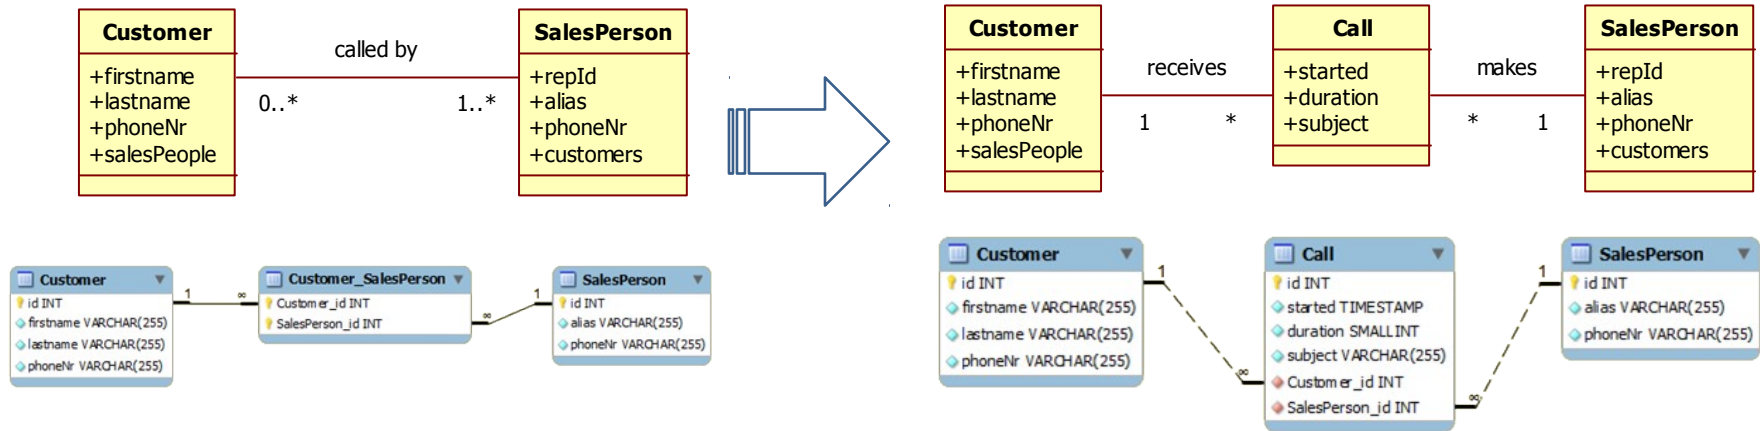 Customer
+firstname
+lastname
+phoneNr
+salesPeople
called by
0..*
1..*
SalesPerson
+repId
+alias
+phoneNr
+customers
Customer
+firstname
+lastname
+phoneNr
+salesPeople
receives
1
*
Call
+started
+duration
+subject
makes
*
1
SalesPerson
+repId
+alias
+phoneNr
+customers
Customer
id INT
firstname VARCHAR(255)
lastname VARCHAR(255)
phoneNr VARCHAR(255)
1
∞
Customer_SalesPerson
Customer_id INT
SalesPerson_id INT
∞
1
SalesPerson
id INT
alias VARCHAR(255)
phoneNr VARCHAR(255)
Customer
id INT
firstname VARCHAR(255)
lastname VARCHAR(255)
phoneNr VARCHAR(255)
1
∞
Call
id INT
started TIMESTAMP
duration SMALLINT
subject VARCHAR(255)
Customer_id INT
SalesPerson_id INT
∞
1
SalesPerson
id INT
alias VARCHAR(255)
phoneNr VARCHAR(255)